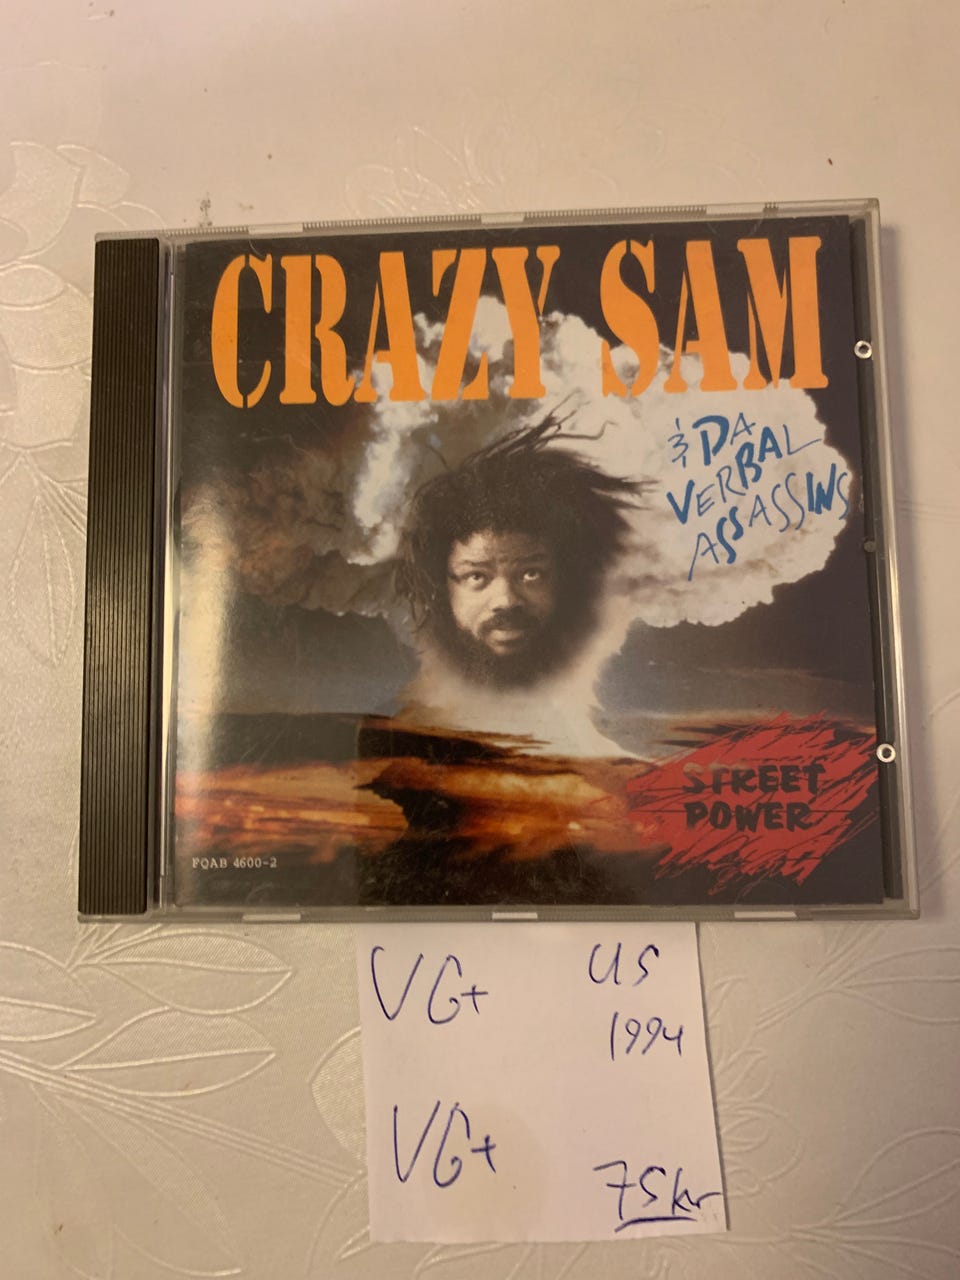 CRAZY SAM
& DA
VERBAL
ASSASSINS
STREET
POWER
FQAB 4600-2
VG+ US
1994
VG+
75kr